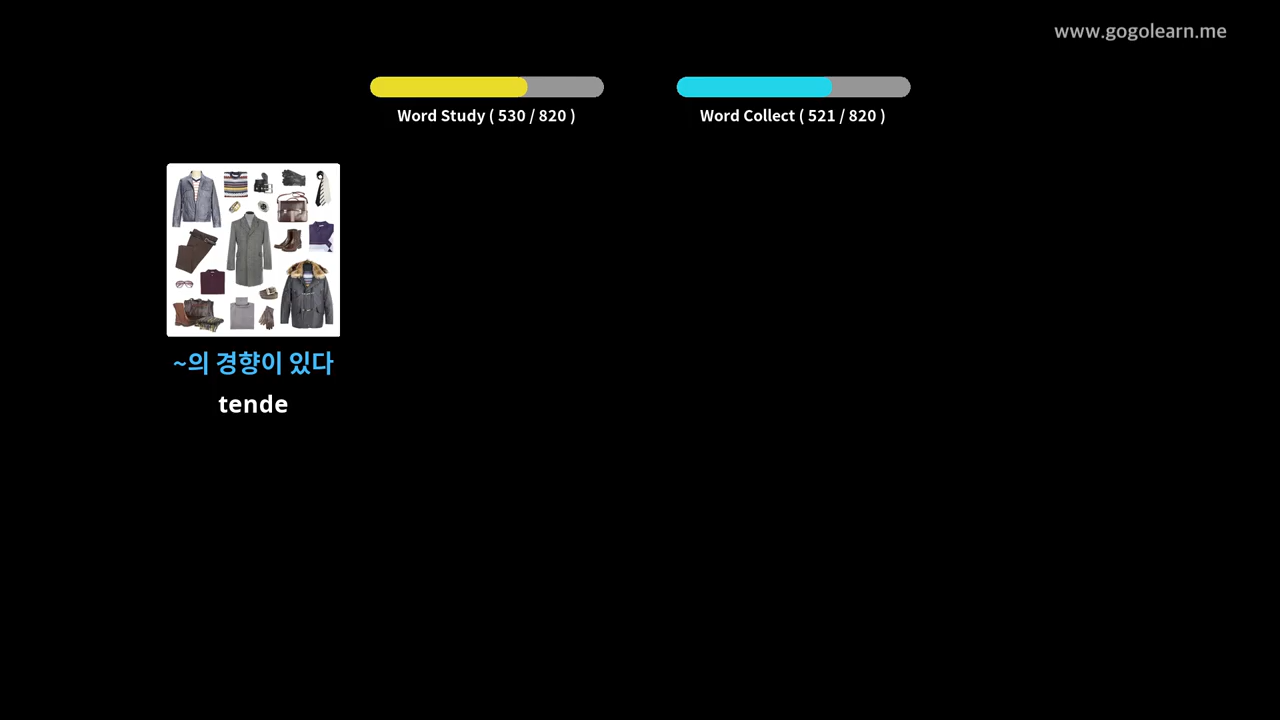 www.gogolearn.me
Word Study ( 530 / 820 )
Word Collect ( 521 / 820 )
~의 경향이 있다
tende